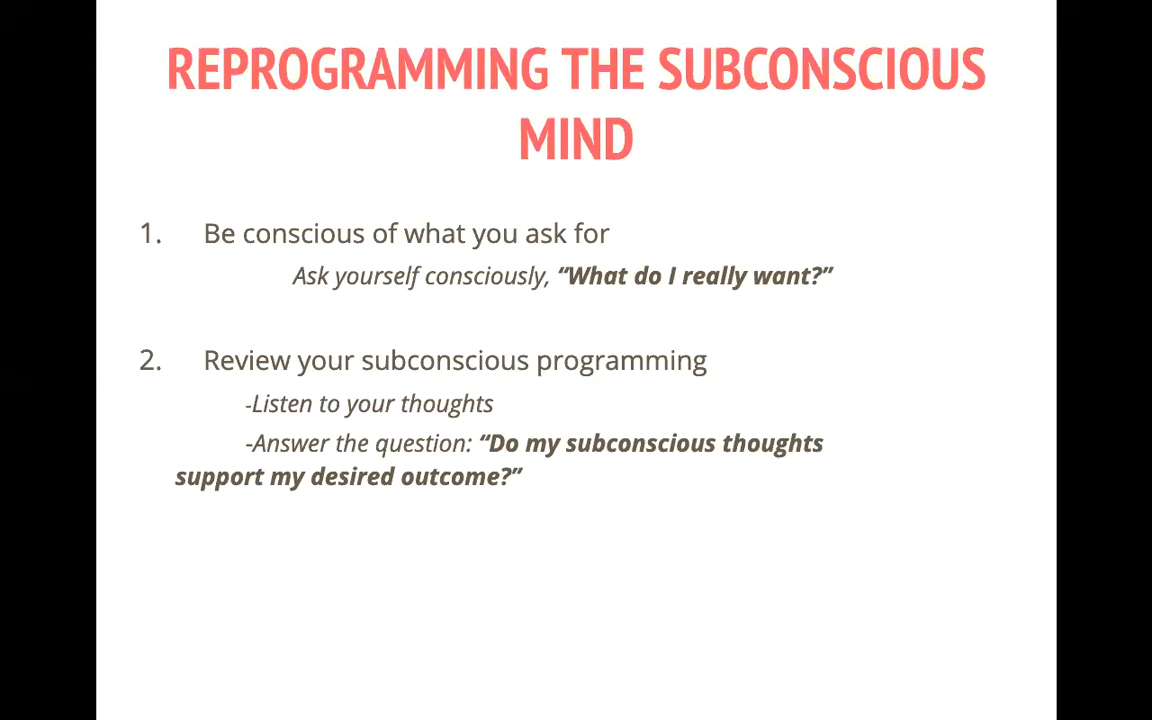 REPROGRAMMING THE SUBCONSCIOUS
MIND
1. Be conscious of what you ask for
Ask yourself consciously, “What do I really want?”
2. Review your subconscious programming
-Listen to your thoughts
-Answer the question: “Do my subconscious thoughts
support my desired outcome?”